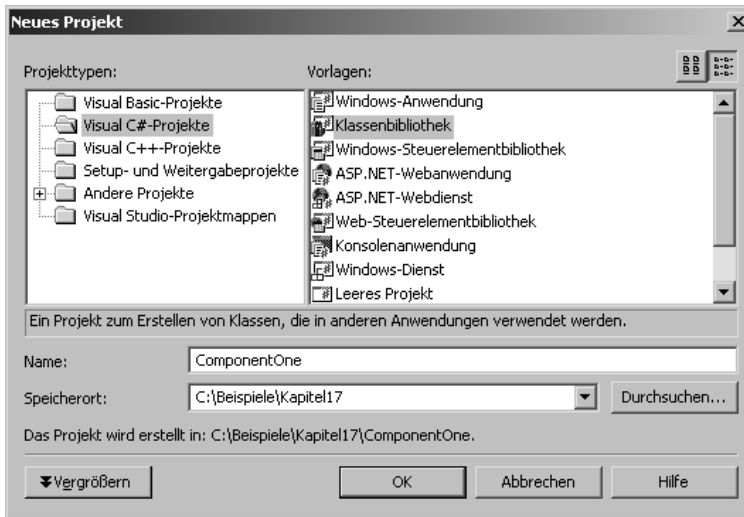 Neues Projekt
Projekttypen:
Vorlagen:
Visual Basic-Projekte
Visual C#-Projekte
Visual C++-Projekte
Setup- und Weitergabeprojekte
Andere Projekte
Visual Studio-Projektmappen
Windows-Anwendung
Klassenbibliothek
Windows-Steuerelementbibliothek
ASP.NET-Webanwendung
ASP.NET-Webdienst
Web-Steuerelementbibliothek
Konsolenanwendung
Windows-Dienst
Leeres Projekt
Ein Projekt zum Erstellen von Klassen, die in anderen Anwendungen verwendet werden.
Name:
ComponentOne
Speicherort:
C:\Beispiele\Kapitel17
Durchsuchen...
Das Projekt wird erstellt in: C:\Beispiele\Kapitel17\ComponentOne.
Vergrößern
OK
Abbrechen
Hilfe